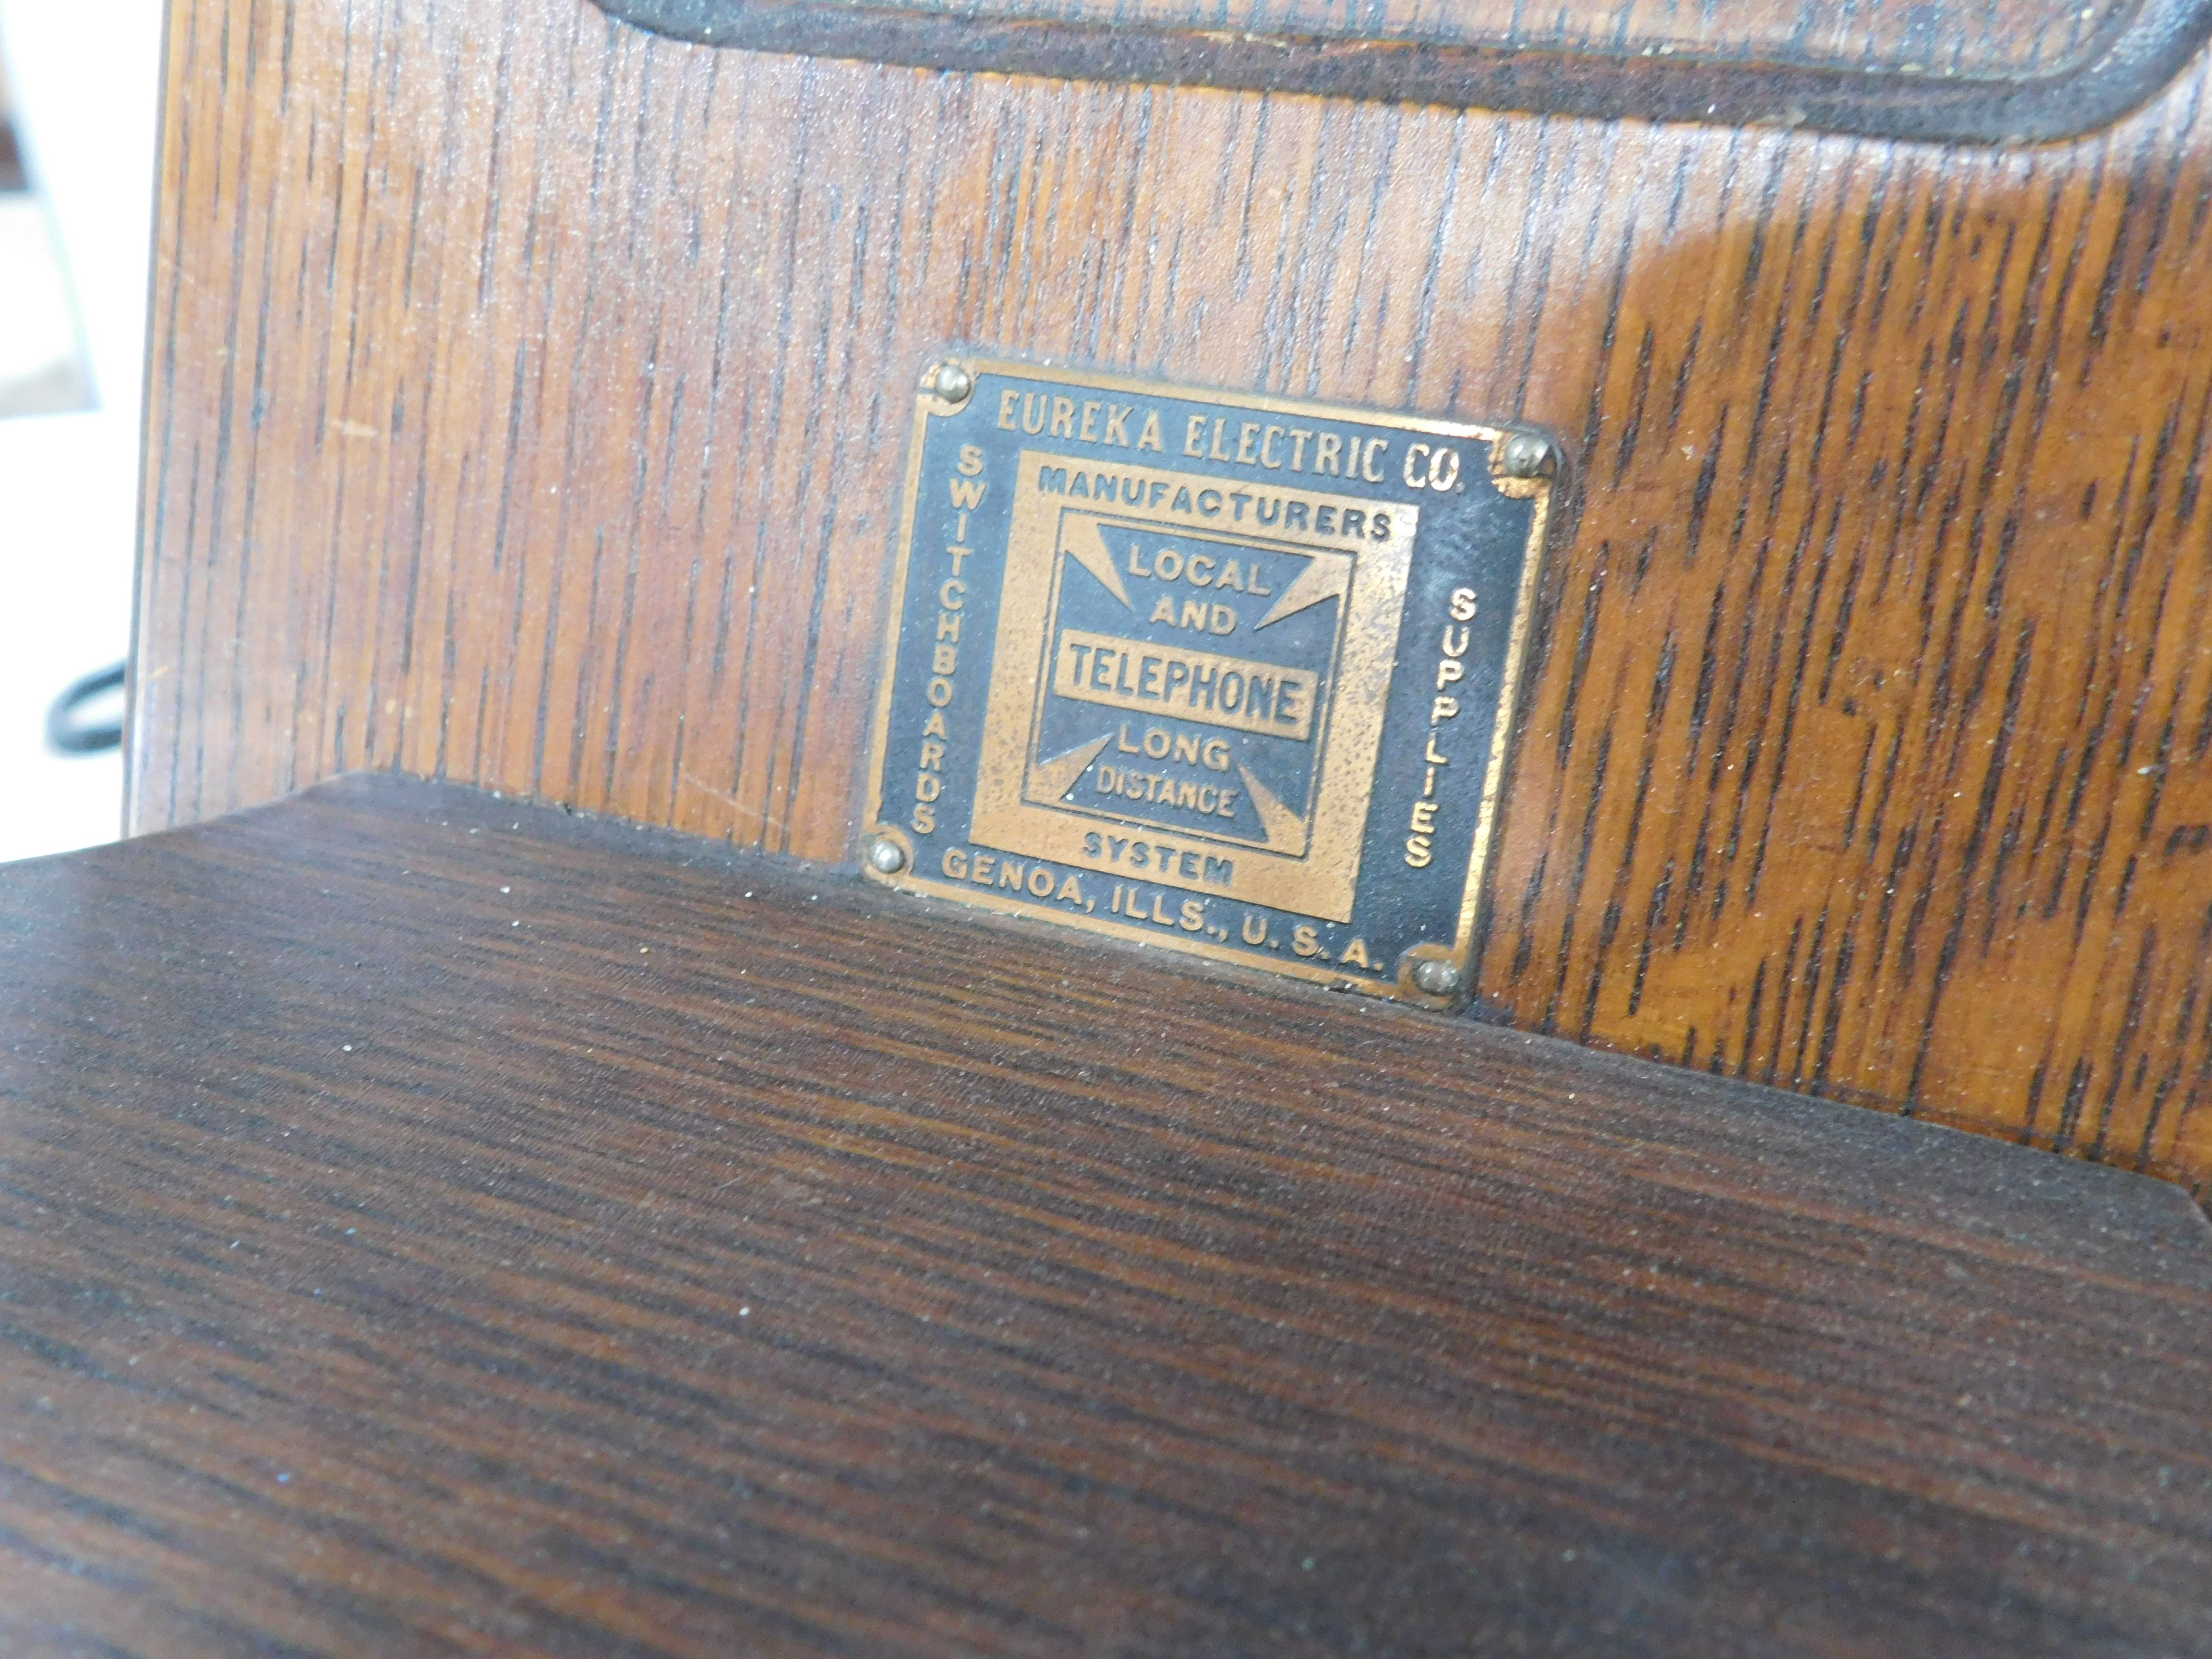 EUREKA ELECTRIC CO.
MANUFACTURERS
SWITCHBOARDS
LOCAL
AND
TELEPHONE
LONG
DISTANCE
SYSTEM
SUPPLIES
GENOA, ILLS., U. S. A.